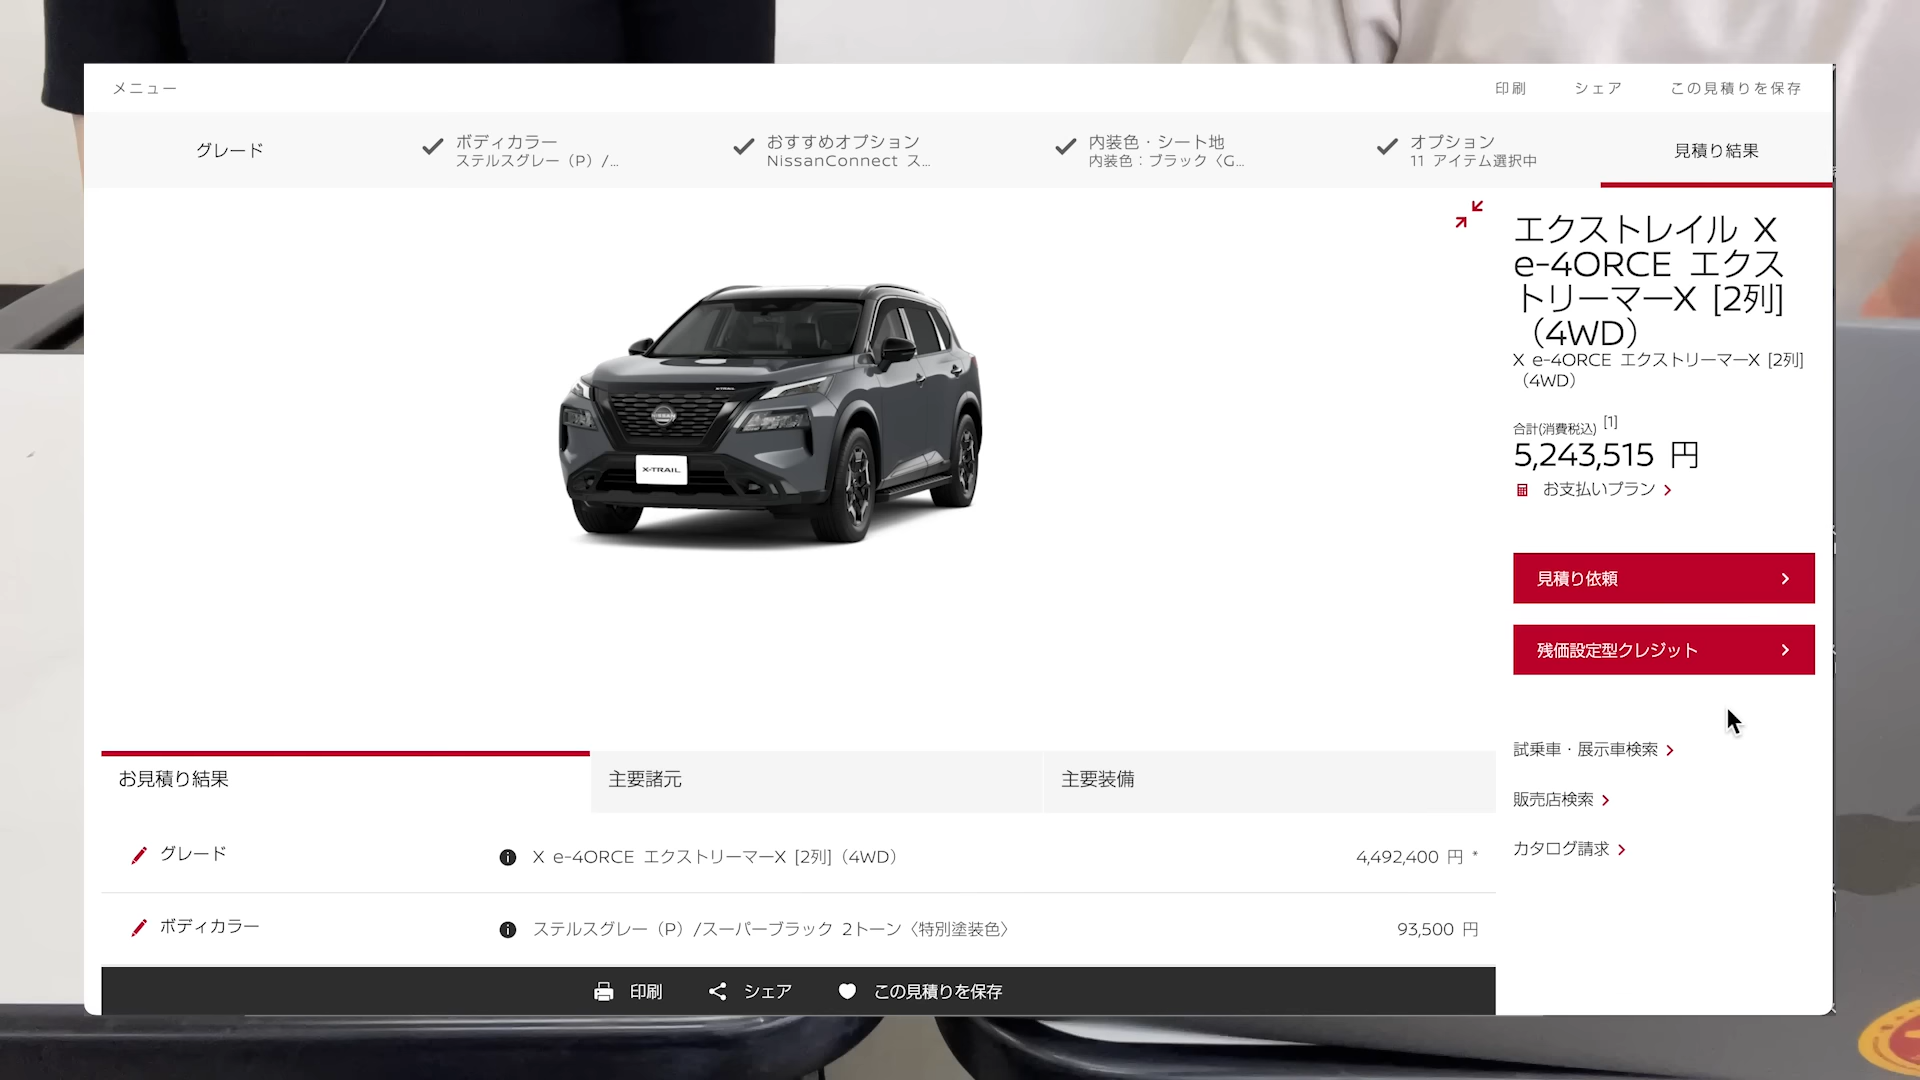 メニュー
印刷
シェア
この見積りを保存
グレード
ボディカラー
ステルスグレー（P）/...
おすすめオプション
NissanConnect ス...
内装色・シート地
内装色：ブラック〈G...
オプション
11 アイテム選択中
見積り結果
エクストレイル X
e-4ORCE エクス
トリーマーX [2列]
（4WD）
X e-4ORCE エクストリーマーX [2列]
（4WD）
合計(消費税込) [1]
5,243,515 円
お支払いプラン
見積り依頼
残価設定型クレジット
試乗車・展示車検索
販売店検索
カタログ請求
NISSAN
X-TRAIL
お見積り結果
主要諸元
主要装備
グレード
X e-4ORCE エクストリーマーX [2列]（4WD）
4,492,400 円 *
ボディカラー
ステルスグレー（P）/スーパーブラック 2トーン〈特別塗装色〉
93,500 円
印刷
シェア
この見積りを保存